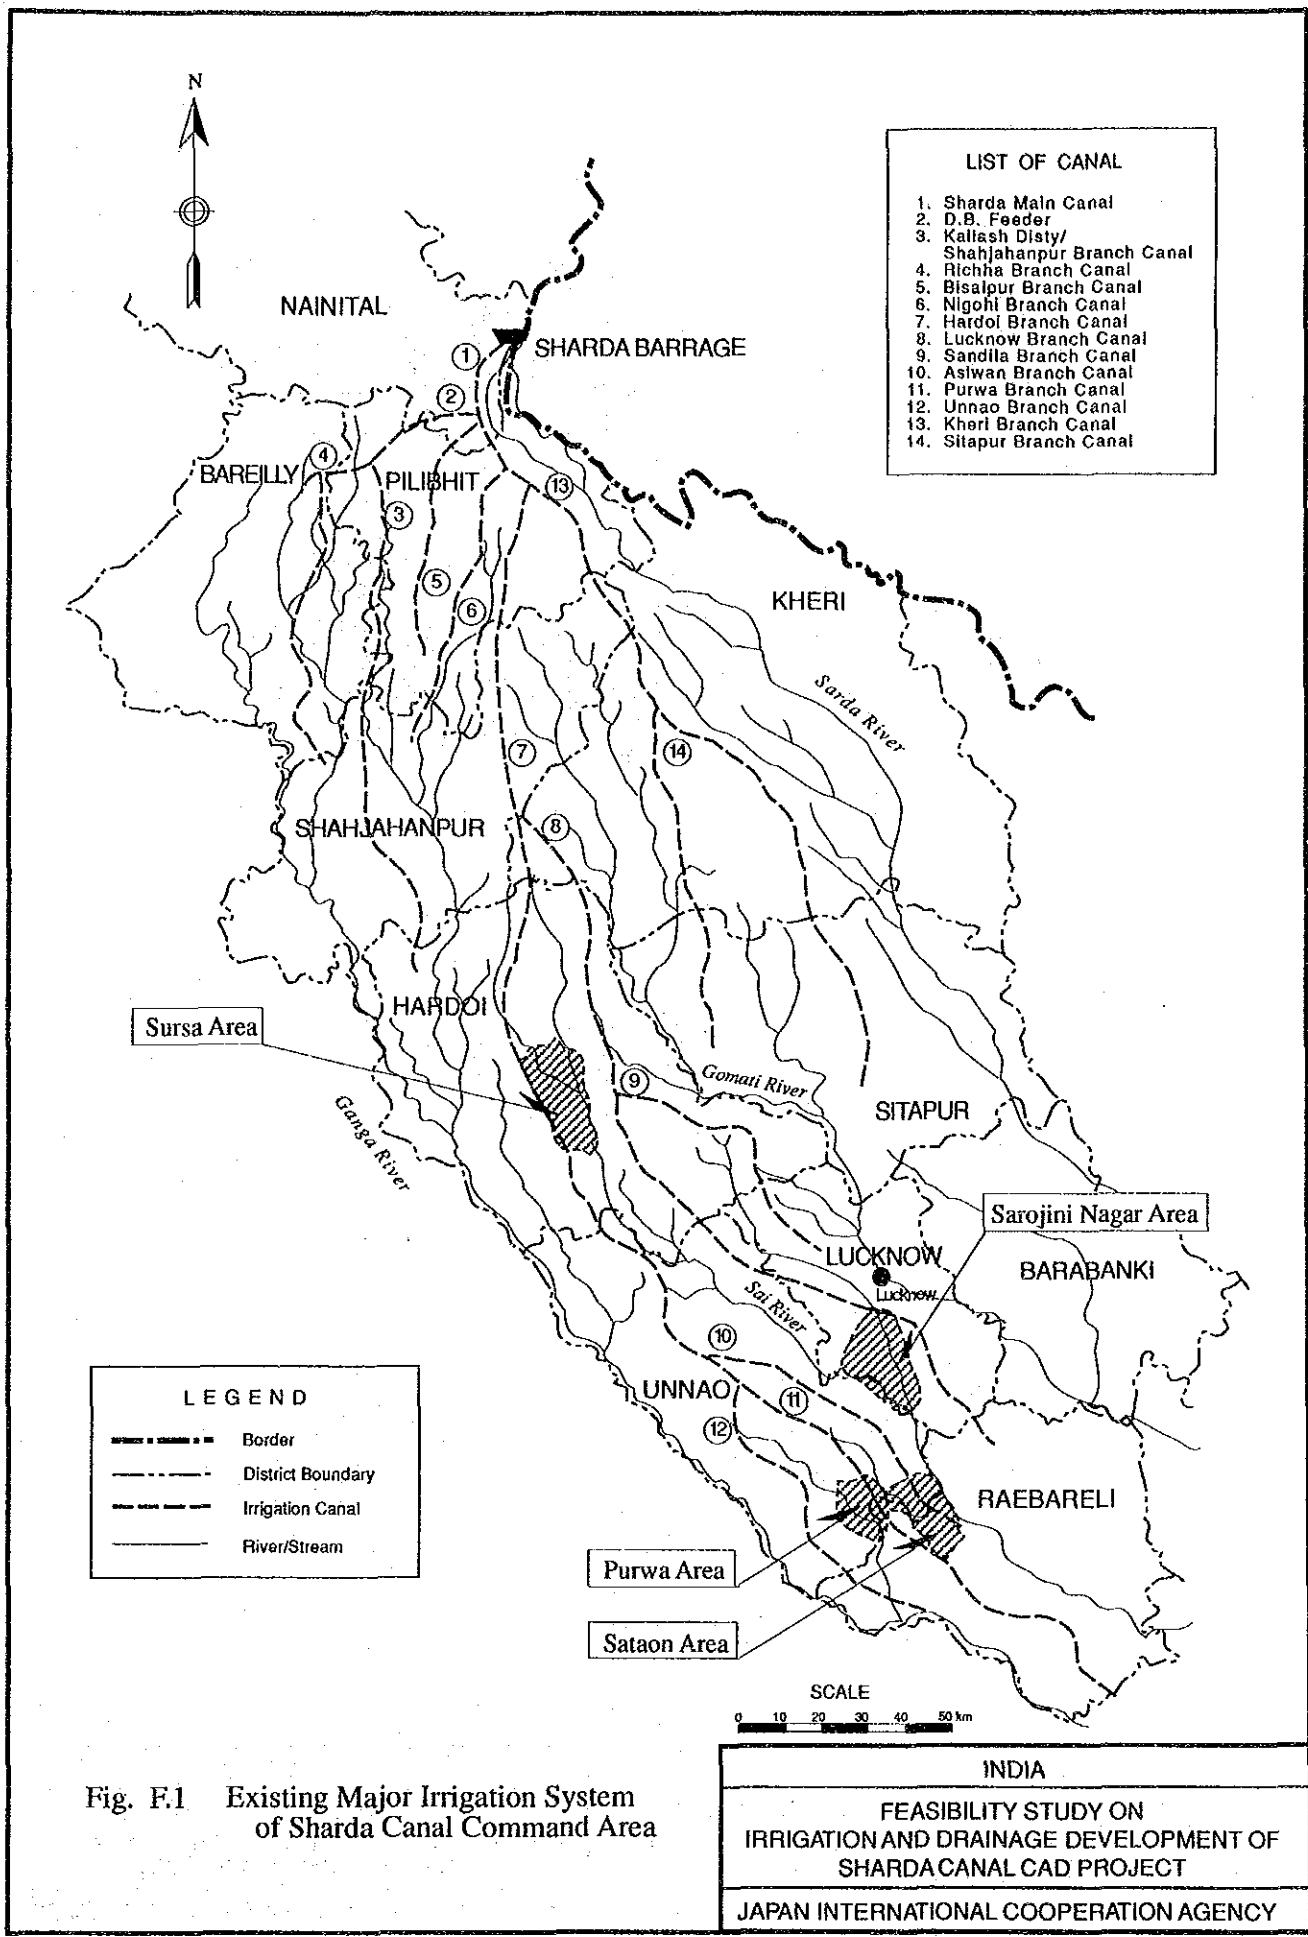 N
LIST OF CANAL
1. Sharda Main Canal
2. D.B. Feeder
3. Kailash Disty/
Shahjahanpur Branch Canal
4. Richha Branch Canal
5. Bisalpur Branch Canal
6. Nigohi Branch Canal
7. Hardoi Branch Canal
8. Lucknow Branch Canal
9. Sandila Branch Canal
10. Asiwan Branch Canal
11. Purwa Branch Canal
12. Unnao Branch Canal
13. Kheri Branch Canal
14. Sitapur Branch Canal
NAINITAL
SHARDA BARRAGE
1
2
4
BAREILLY
PILIBHIT
13
3
5
6
KHERI
Sarda River
7
14
8
SHAHJAHANPUR
HARDOI
Sursa Area
9
Gomati River
SITAPUR
Ganga River
Sarojini Nagar Area
LUCKNOW
Lucknow
BARABANKI
Sai River
10
UNNAO
11
12
LEGEND
Border
District Boundary
Irrigation Canal
River/Stream
RAEBARELI
Purwa Area
Sataon Area
SCALE
0 10 20 30 40 50 km
Fig. F.1 Existing Major Irrigation System
of Sharda Canal Command Area
INDIA
FEASIBILITY STUDY ON
IRRIGATION AND DRAINAGE DEVELOPMENT OF
SHARDA CANAL CAD PROJECT
JAPAN INTERNATIONAL COOPERATION AGENCY